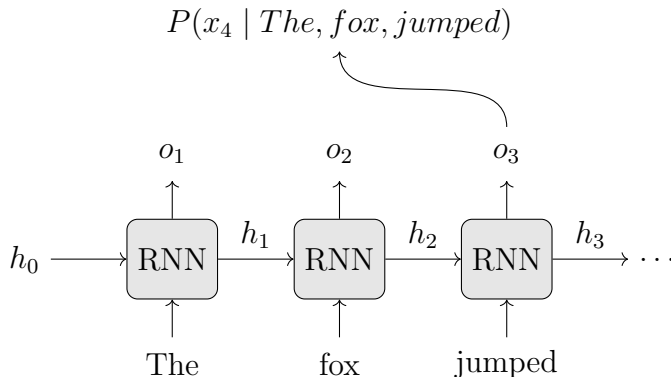 P(x₄ | The, fox, jumped)
o₁ o₂ o₃
h₀ RNN h₁ RNN h₂ RNN h₃ ···
The fox jumped